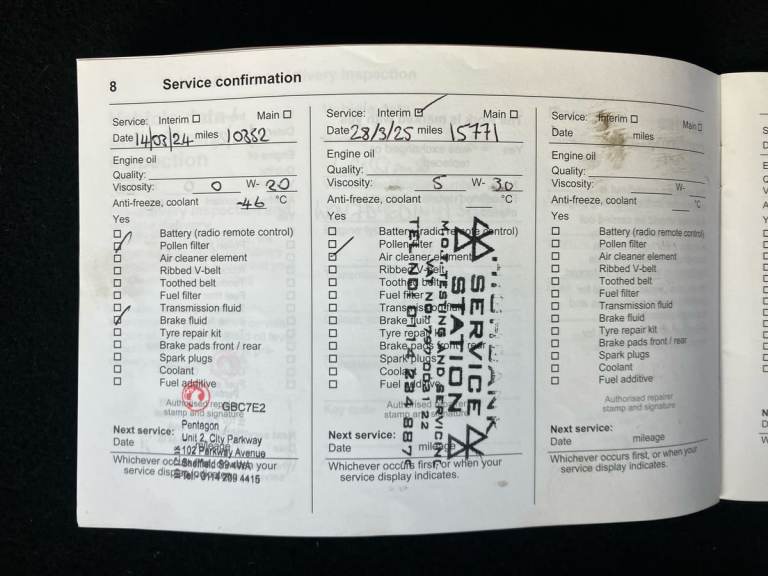 8 Service confirmation
Service: Interim ☐ Main ☐
Date 14/03/24 miles 10382
Engine oil
Quality:
Viscosity: 0 W- 20
Anti-freeze, coolant -46 °C
Yes
Battery (radio remote control)
Pollen filter
Air cleaner element
Ribbed V-belt
Toothed belt
Fuel filter
Transmission fluid
Brake fluid
Tyre repair kit
Brake pads front / rear
Spark plugs
Coolant
Fuel additive
Authorised repairer
stamp and signature
GBC7E2
Next service:
Date mileage
Pentagon
Unit 2, City Parkway
102 Parkway Avenue
Sheffield S9 4WA
Tel: 0114 209 4415
Whichever occurs first, or when your
service display indicates.
Service: Interim ☑ Main ☐
Date 28/3/25 miles 15771
Engine oil
Quality:
Viscosity: 5 W- 30
Anti-freeze, coolant °C
Yes
Battery (radio remote control)
Pollen filter
Air cleaner element
Ribbed V-belt
Toothed belt
Fuel filter
Transmission fluid
Brake fluid
Tyre repair kit
Brake pads front / rear
Spark plugs
Coolant
Fuel additive
Authorised repairer
stamp and signature
SERVICE
STATION
M.O.T. TESTING AND SERVICING
TEL NO 0114 234 887
Next service:
Date mileage
Whichever occurs first, or when your
service display indicates.
Service: Interim ☐ Main ☐
Date miles
Engine oil
Quality:
Viscosity: W-
Anti-freeze, coolant °C
Yes
Battery (radio remote control)
Pollen filter
Air cleaner element
Ribbed V-belt
Toothed belt
Fuel filter
Transmission fluid
Brake fluid
Tyre repair kit
Brake pads front / rear
Spark plugs
Coolant
Fuel additive
Authorised repairer
stamp and signature
Next service:
Date mileage
Whichever occurs first, or when your
service display indicates.